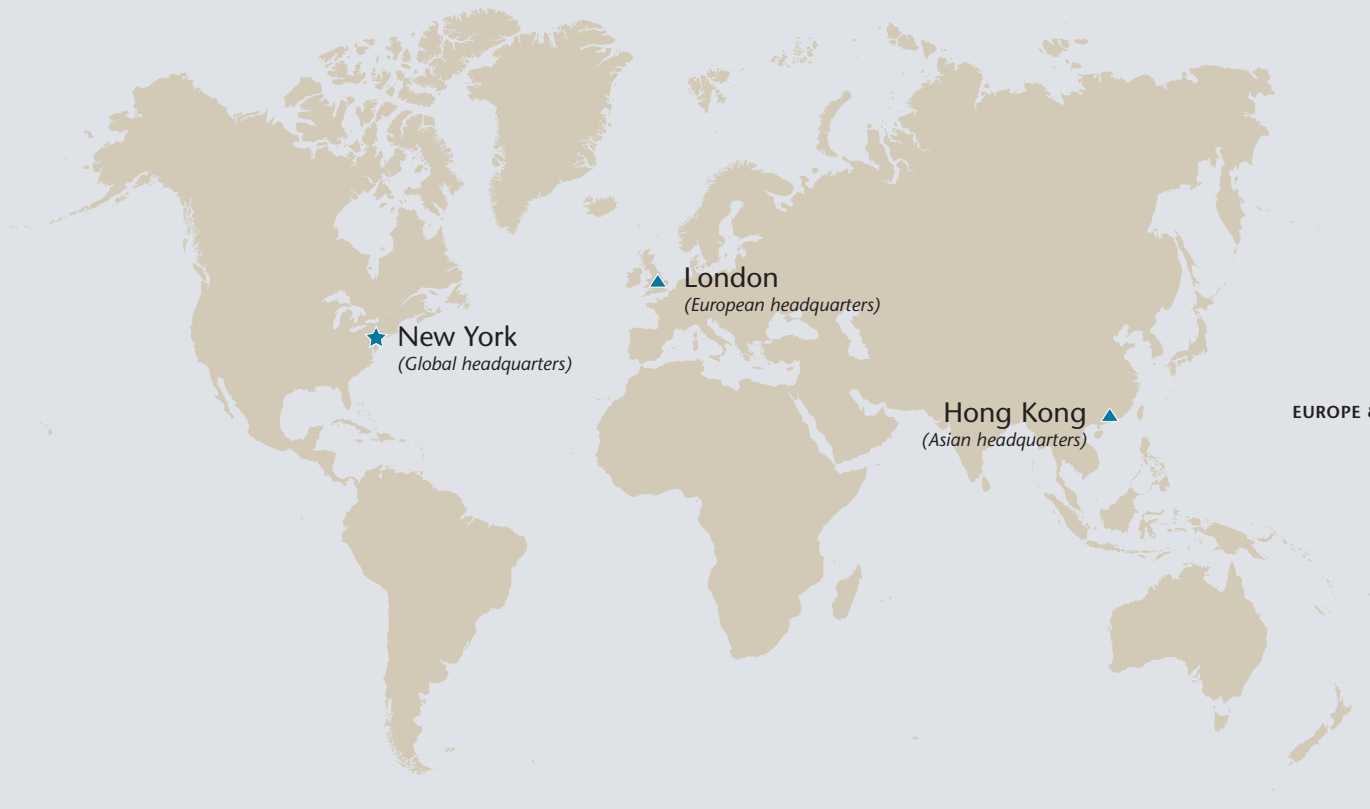 London
(European headquarters)
New York
(Global headquarters)
Hong Kong
(Asian headquarters)
EUROPE &